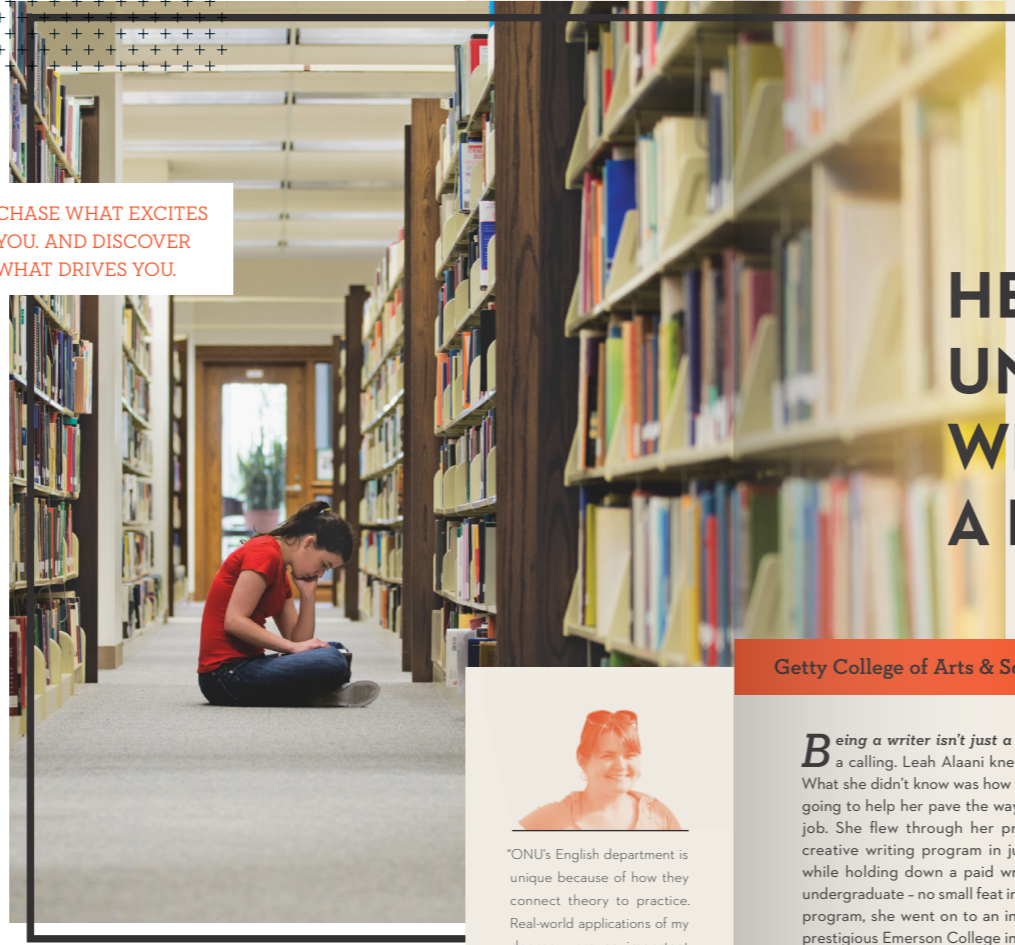 CHASE WHAT EXCITES
YOU. AND DISCOVER
WHAT DRIVES YOU.
HE
UN
W
A
Getty College of Arts & S
Being a writer isn't just a
a calling. Leah Alaani kne
What she didn't know was how
going to help her pave the way
job. She flew through her pr
creative writing program in ju
while holding down a paid wr
undergraduate – no small feat in
program, she went on to an in
prestigious Emerson College in
"ONU's English department is
unique because of how they
connect theory to practice.
Real-world applications of my